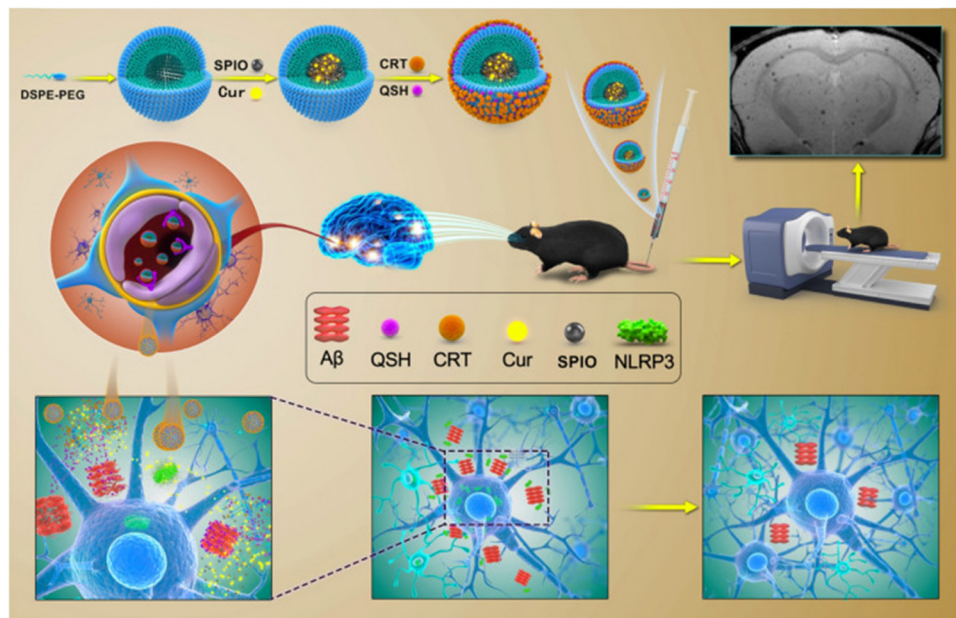 SPIO
CRT
DSPE-PEG
Cur
QSH
Aβ
QSH
CRT
Cur
SPIO
NLRP3